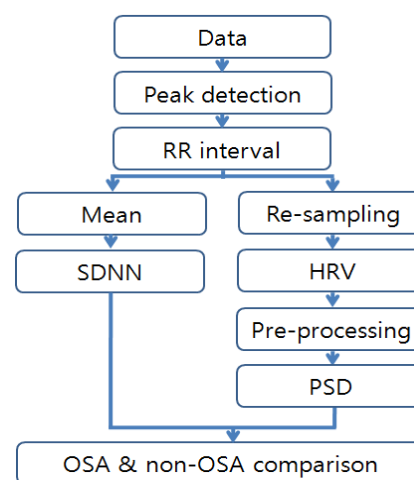 Data
Peak detection
RR interval
Mean
Re-sampling
SDNN
HRV
Pre-processing
PSD
OSA & non-OSA comparison